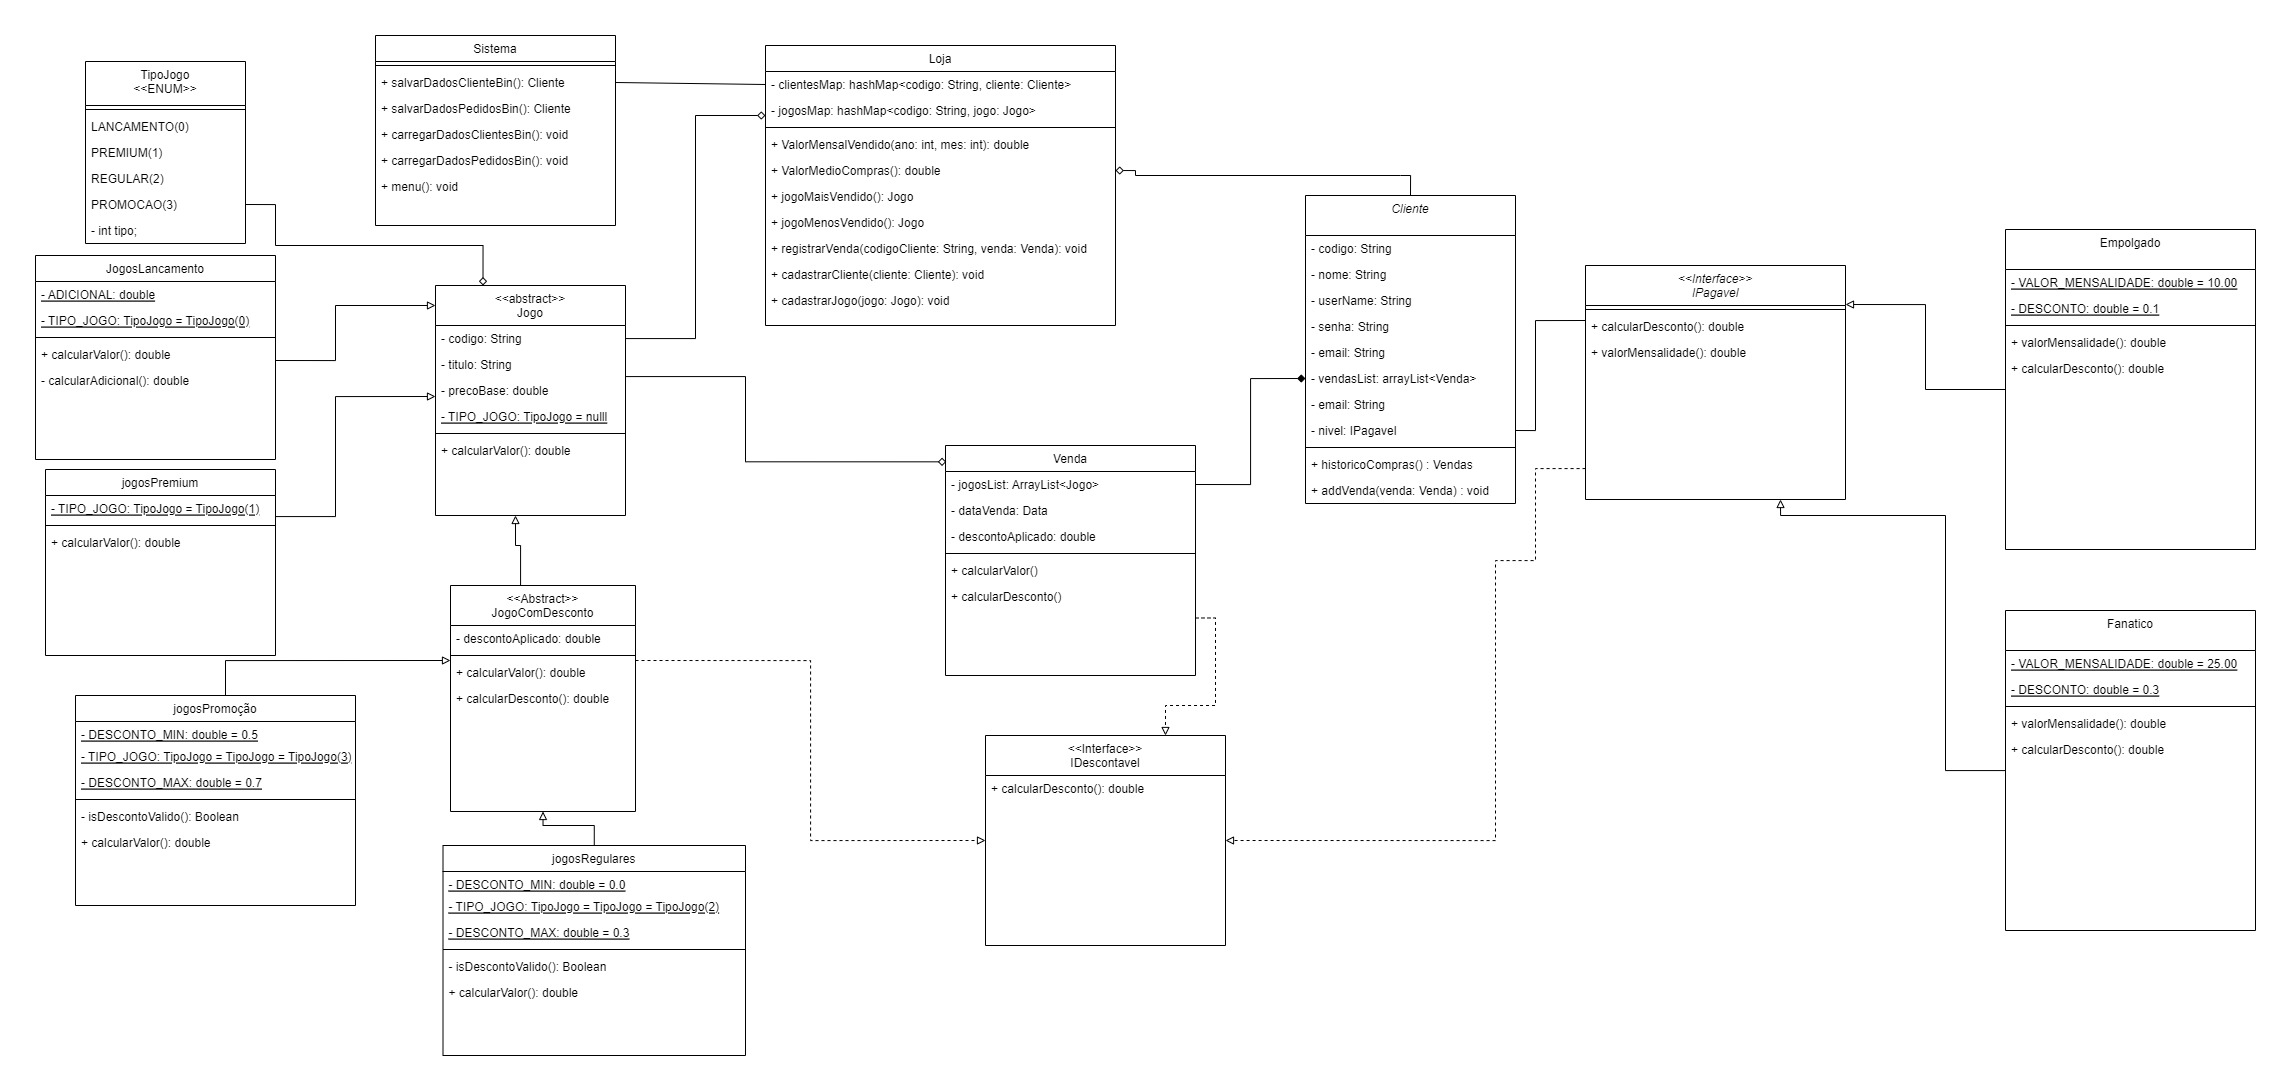 TipoJogo
<<ENUM>>
LANCAMENTO(0)
PREMIUM(1)
REGULAR(2)
PROMOCAO(3)
- int tipo;
Sistema
+ salvarDadosClienteBin(): Cliente
+ salvarDadosPedidosBin(): Cliente
+ carregarDadosClientesBin(): void
+ carregarDadosPedidosBin(): void
+ menu(): void
Loja
- clientesMap: hashMap<codigo: String, cliente: Cliente>
- jogosMap: hashMap<codigo: String, jogo: Jogo>
+ ValorMensalVendido(ano: int, mes: int): double
+ ValorMedioCompras(): double
+ jogoMaisVendido(): Jogo
+ jogoMenosVendido(): Jogo
+ registrarVenda(codigoCliente: String, venda: Venda): void
+ cadastrarCliente(cliente: Cliente): void
+ cadastrarJogo(jogo: Jogo): void
Cliente
- codigo: String
- nome: String
- userName: String
- senha: String
- email: String
- vendasList: arrayList<Venda>
- email: String
- nivel: IPagavel
+ historicoCompras() : Vendas
+ addVenda(venda: Venda) : void
<<Interface>>
IPagavel
+ calcularDesconto(): double
+ valorMensalidade(): double
Empolgado
- VALOR_MENSALIDADE: double = 10.00
- DESCONTO: double = 0.1
+ valorMensalidade(): double
+ calcularDesconto(): double
JogosLancamento
- ADICIONAL: double
- TIPO_JOGO: TipoJogo = TipoJogo(0)
+ calcularValor(): double
- calcularAdicional(): double
<<abstract>>
Jogo
- codigo: String
- titulo: String
- precoBase: double
- TIPO_JOGO: TipoJogo = nulll
+ calcularValor(): double
jogosPremium
- TIPO_JOGO: TipoJogo = TipoJogo(1)
+ calcularValor(): double
Venda
- jogosList: ArrayList<Jogo>
- dataVenda: Data
- descontoAplicado: double
+ calcularValor()
+ calcularDesconto()
<<Abstract>>
JogoComDesconto
- descontoAplicado: double
+ calcularValor(): double
+ calcularDesconto(): double
Fanatico
- VALOR_MENSALIDADE: double = 25.00
- DESCONTO: double = 0.3
+ valorMensalidade(): double
+ calcularDesconto(): double
jogosPromoção
- DESCONTO_MIN: double = 0.5
- TIPO_JOGO: TipoJogo = TipoJogo = TipoJogo(3)
- DESCONTO_MAX: double = 0.7
- isDescontoValido(): Boolean
+ calcularValor(): double
<<Interface>>
IDescontavel
+ calcularDesconto(): double
jogosRegulares
- DESCONTO_MIN: double = 0.0
- TIPO_JOGO: TipoJogo = TipoJogo = TipoJogo(2)
- DESCONTO_MAX: double = 0.3
- isDescontoValido(): Boolean
+ calcularValor(): double